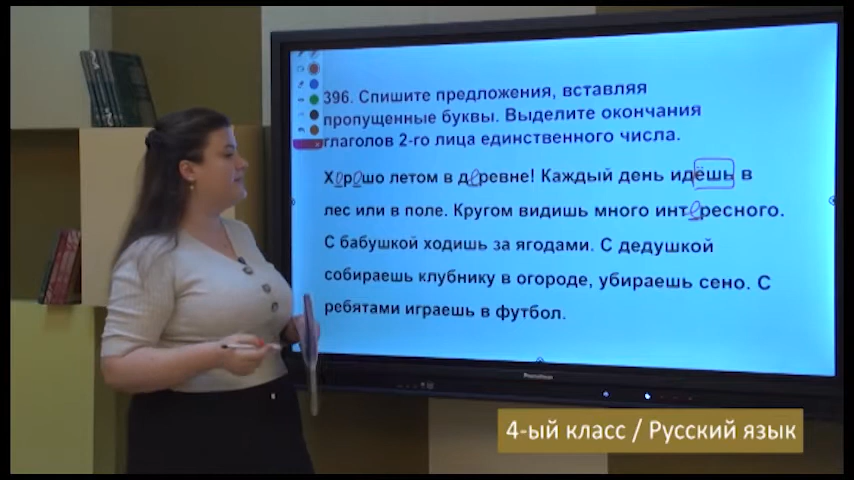 396. Спишите предложения, вставляя
пропущенные буквы. Выделите окончания
глаголов 2-го лица единственного числа.
Хорошо летом в деревне! Каждый день идёшь в
лес или в поле. Кругом видишь много интересного.
С бабушкой ходишь за ягодами. С дедушкой
собираешь клубнику в огороде, убираешь сено. С
ребятами играешь в футбол.
4-ый класс / Русский язык